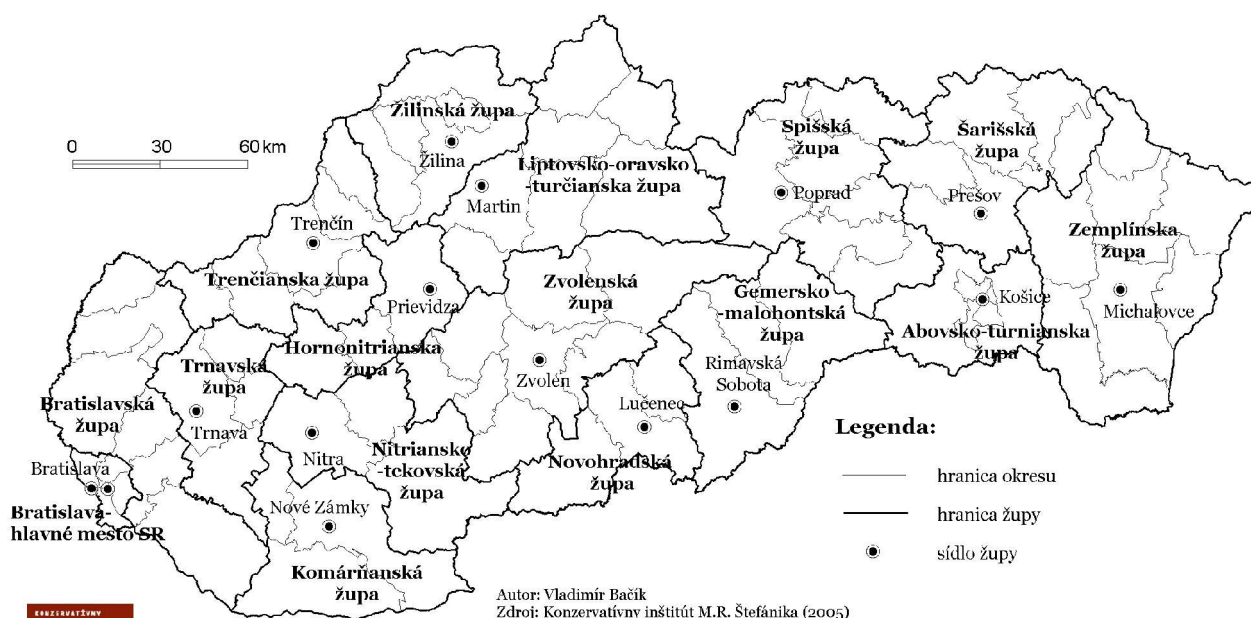 0 30 60 km
Žilinská župa
Žilina
Liptovsko-oravsko
-turčianska župa
Martin
Spišská
župa
Poprad
Šarišská
župa
Prešov
Zemplínska
župa
Michalovce
Trenčín
Trenčianska župa
Prievidza
Zvolenská
župa
Zvolen
Gemersko
-malohontská
župa
Rimavská
Sobota
Košice
Abovsko-turnianska
župa
Hornonitrianska
župa
Trnavská
župa
Trnava
Bratislavská
župa
Bratislava
Bratislava-
hlavné mesto SR
Nitra
Nitriansko
-tekovská
župa
Lučenec
Novohradská
župa
Nové Zámky
Komárňanská
župa
Legenda:
hranica okresu
hranica župy
sídlo župy
Autor: Vladimír Bačík
Zdroj: Konzervatívny inštitút M.R. Štefánika (2005)
KONZERVATÍVNY